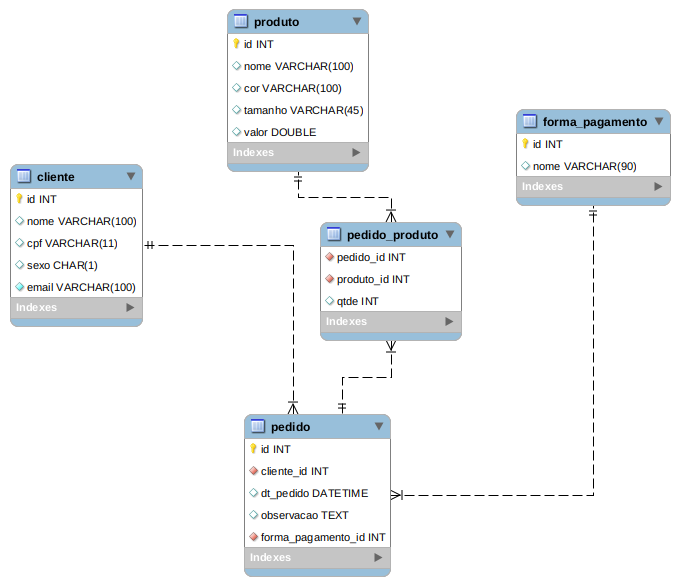 produto
id INT
nome VARCHAR(100)
cor VARCHAR(100)
tamanho VARCHAR(45)
valor DOUBLE
Indexes
forma_pagamento
id INT
nome VARCHAR(90)
Indexes
cliente
id INT
nome VARCHAR(100)
cpf VARCHAR(11)
sexo CHAR(1)
email VARCHAR(100)
Indexes
pedido_produto
pedido_id INT
produto_id INT
qtde INT
Indexes
pedido
id INT
cliente_id INT
dt_pedido DATETIME
observacao TEXT
forma_pagamento_id INT
Indexes